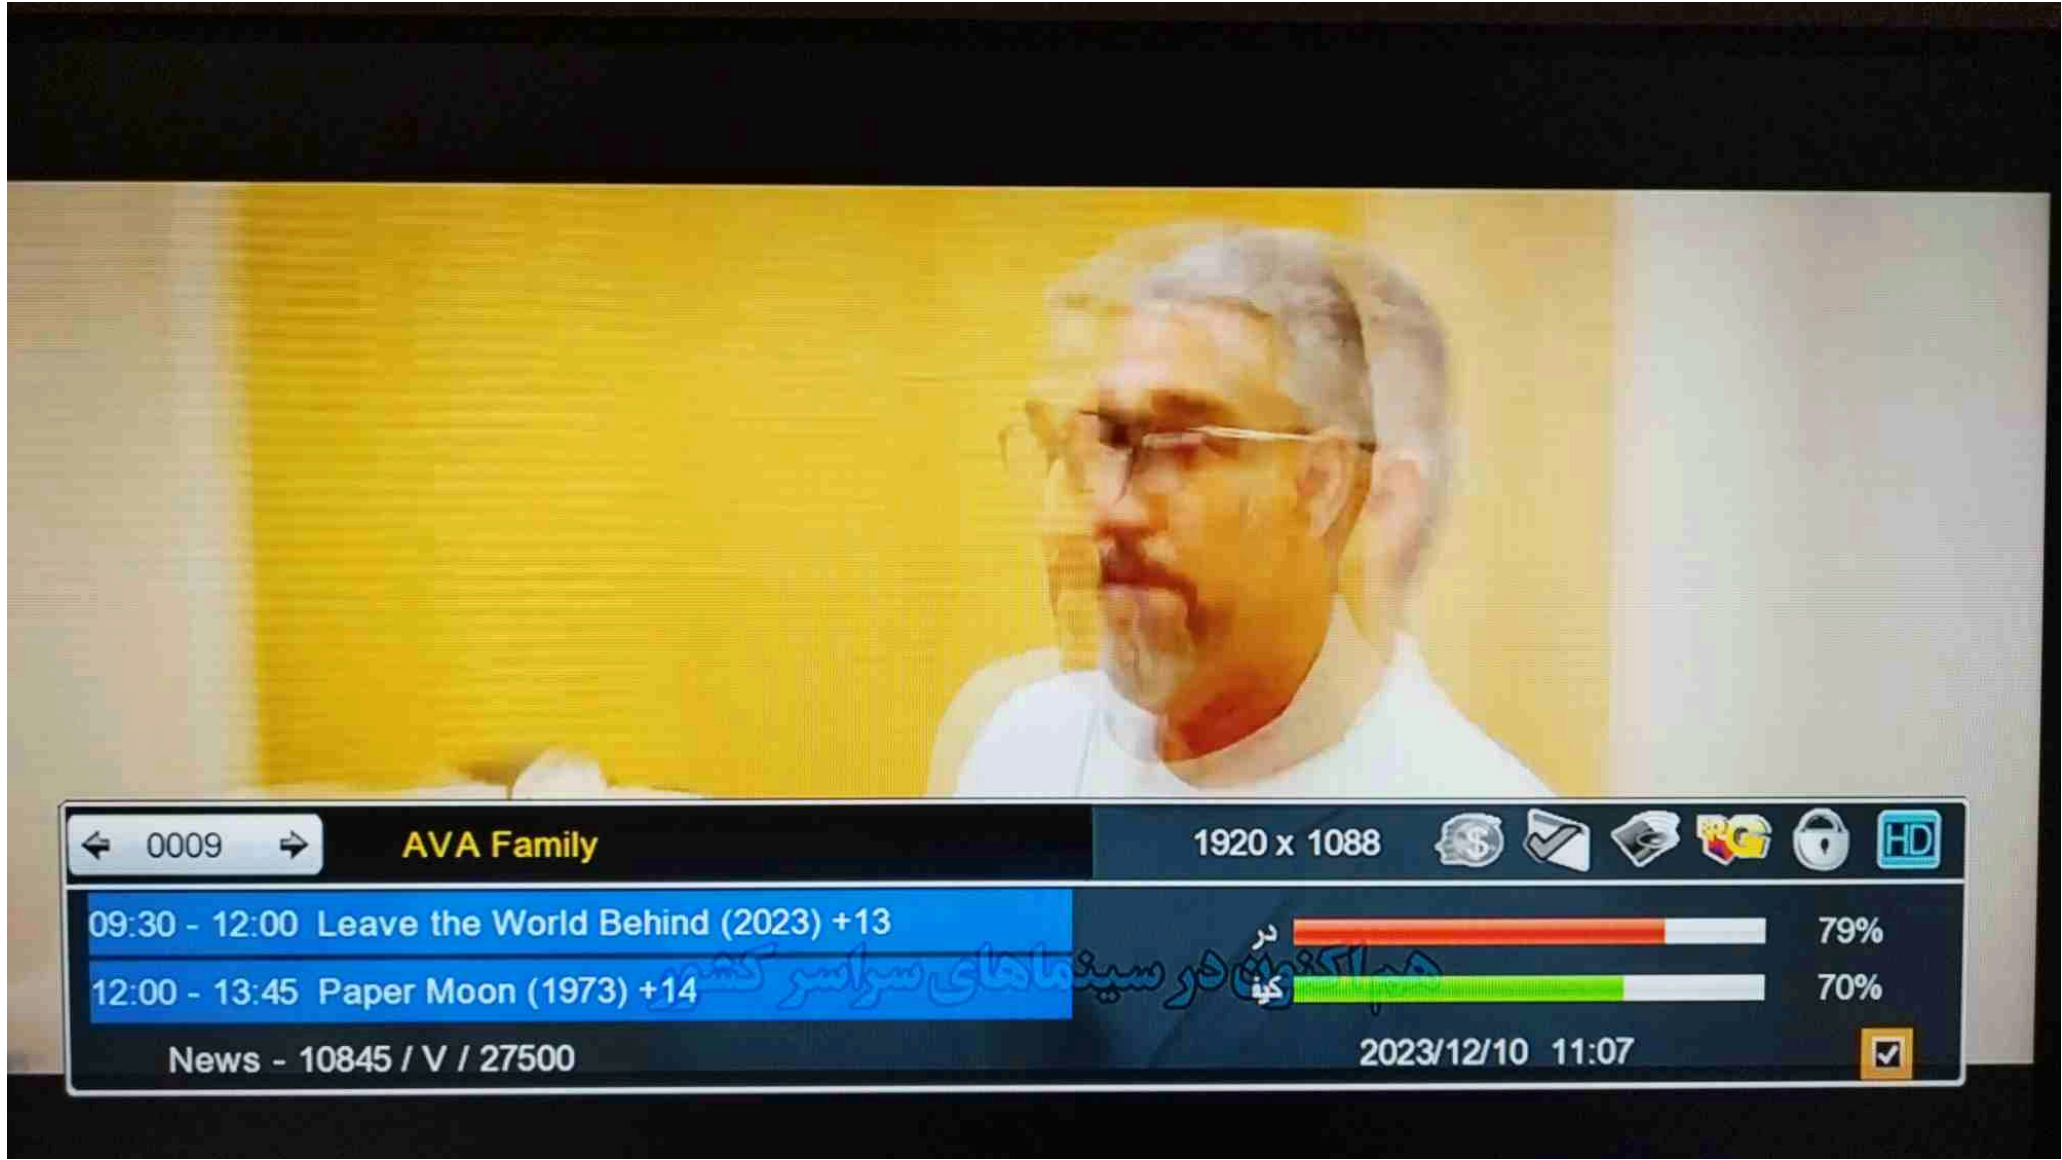 0009 AVA Family 1920 x 1088 HD
09:30 - 12:00 Leave the World Behind (2023) +13
در 79%
هم اکنون در سینماهای سراسر کشور
12:00 - 13:45 Paper Moon (1973) +14
کیف 70%
News - 10845 / V / 27500
2023/12/10 11:07